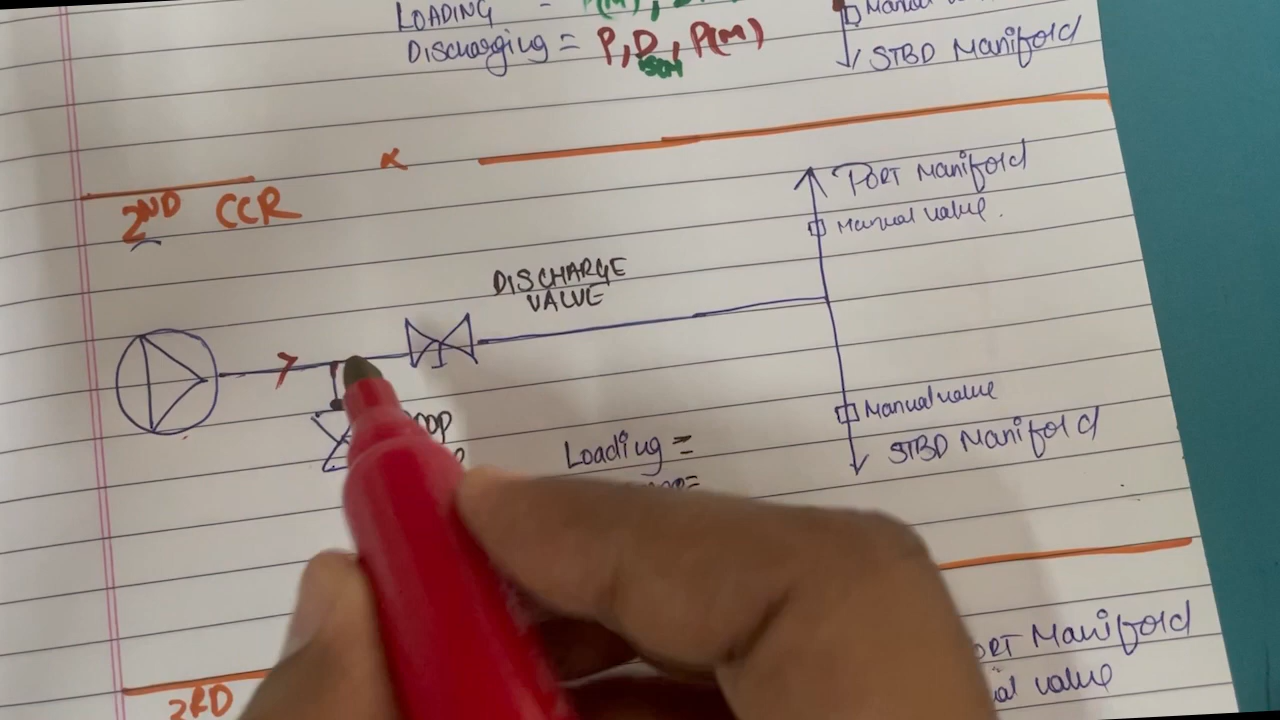 LOADING -
Discharging = P, D, P(M)
Manual
STBD Manifold
2ND CCR
PORT Manifold
Manual valve.
DISCHARGE
VALVE
Manual valve
STBD Manifold
Loading =
PORT Manifold
valve
3RD